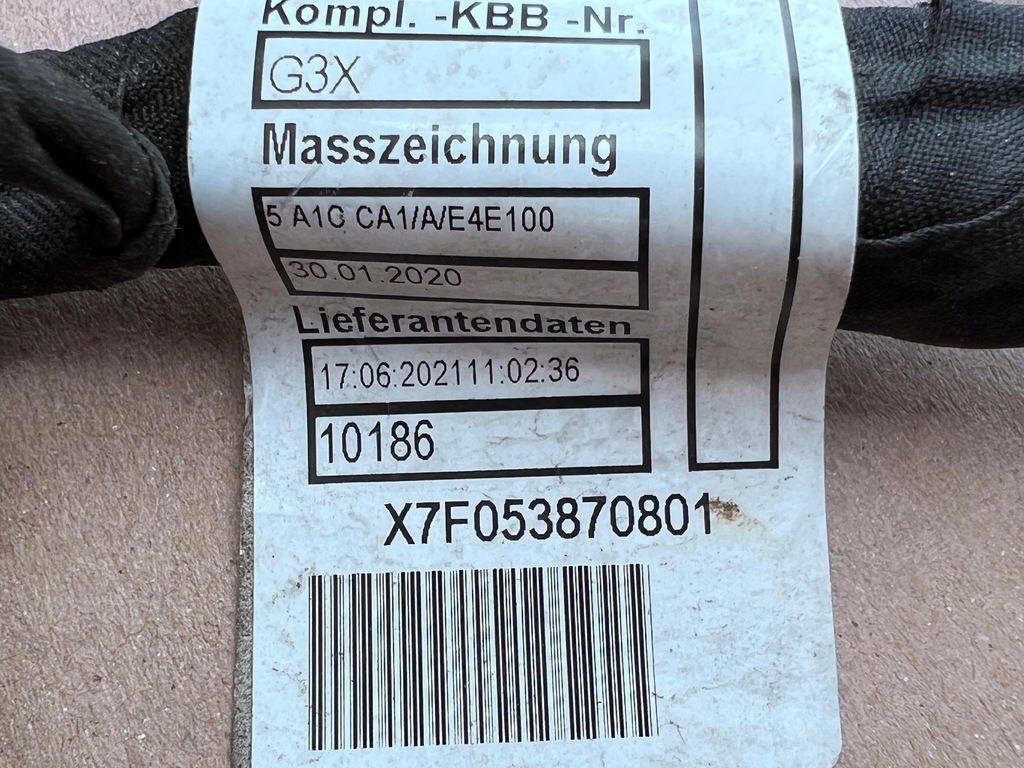 Kompl. -KBB -Nr.
G3X
Masszeichnung
5 A1C CA1/A/E4E100
30.01.2020
Lieferantendaten
17:06:202111:02:36
10186
X7F053870801